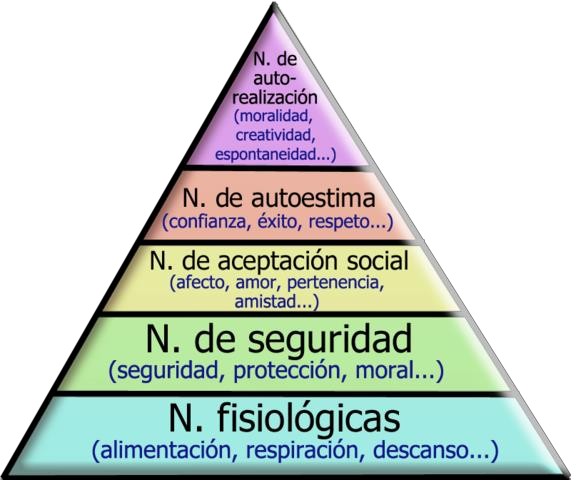 N. de
auto-
realización
(moralidad,
creatividad,
espontaneidad...)
N. de autoestima
(confianza, éxito, respeto...)
N. de aceptación social
(afecto, amor, pertenencia,
amistad...)
N. de seguridad
(seguridad, protección, moral...)
N. fisiológicas
(alimentación, respiración, descanso...)